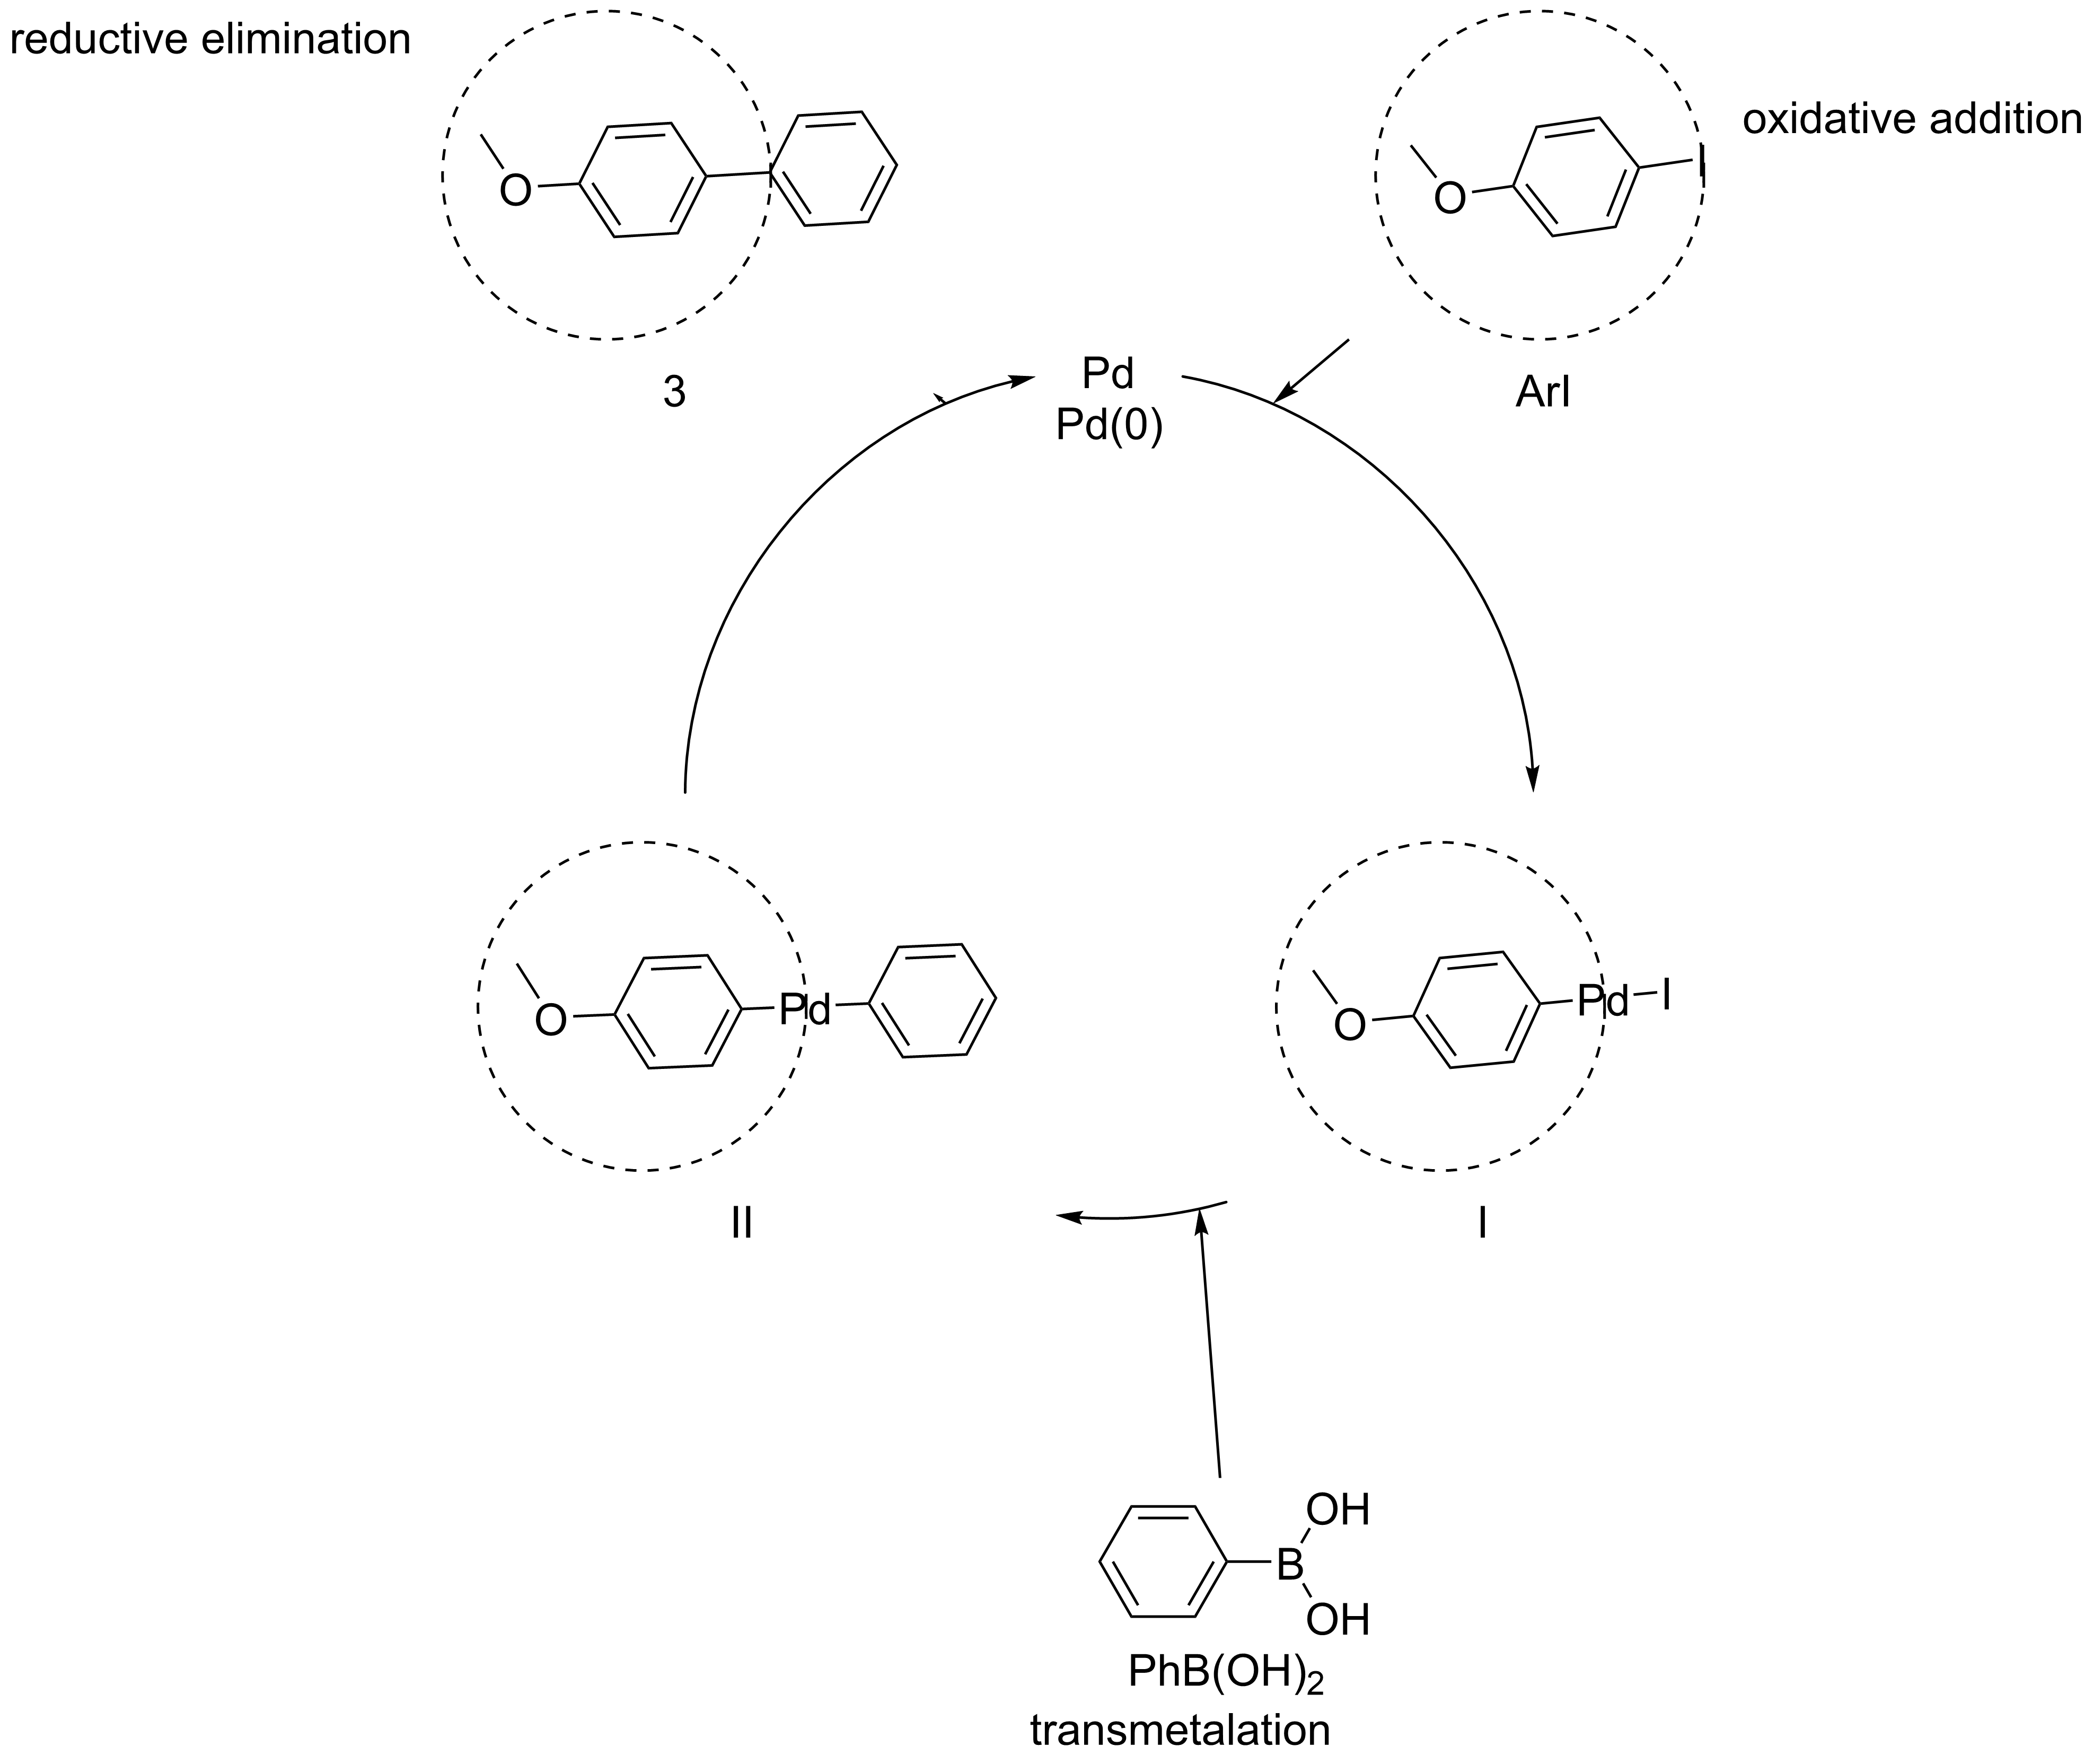 reductive elimination
oxidative addition
O
O
I
3
ArI
Pd
Pd(0)
O
Pd
O
Pd
I
II
I
OH
B
OH
PhB(OH)2
transmetalation